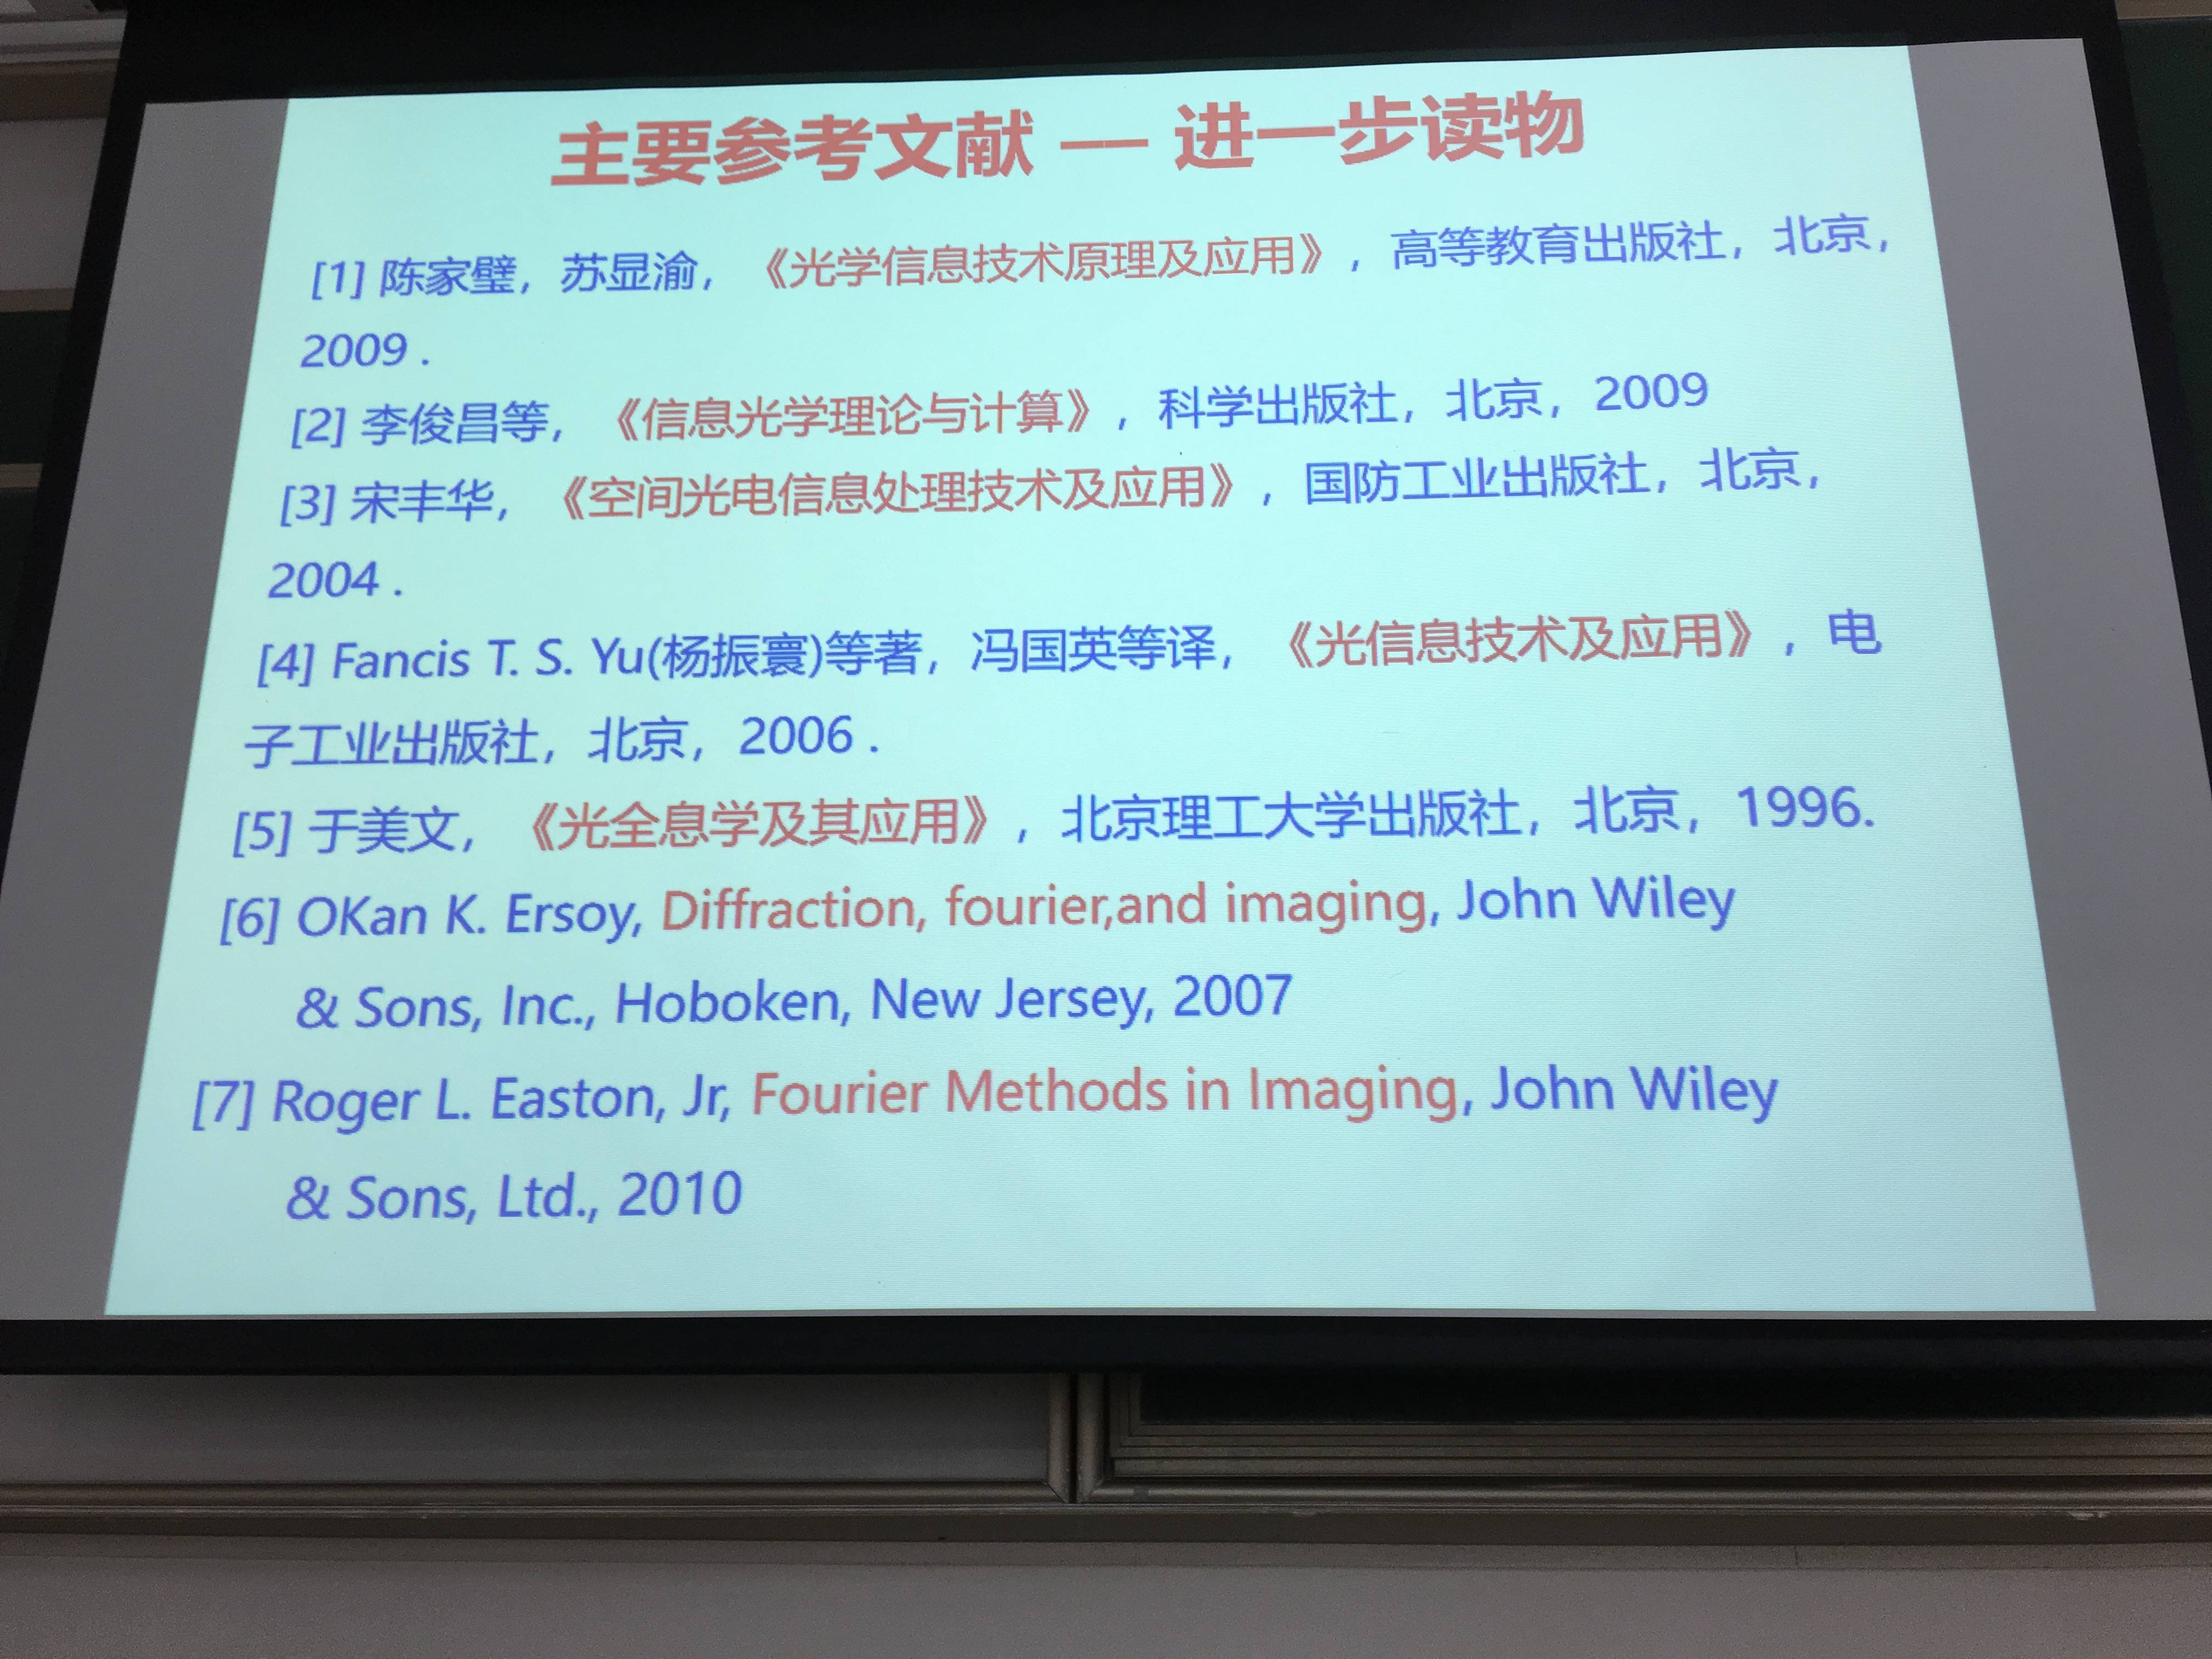 主要参考文献 — 进一步读物
[1] 陈家璧，苏显渝，《光学信息技术原理及应用》，高等教育出版社，北京，
2009 .
[2] 李俊昌等，《信息光学理论与计算》，科学出版社，北京，2009
[3] 宋丰华，《空间光电信息处理技术及应用》，国防工业出版社，北京，
2004 .
[4] Fancis T. S. Yu(杨振寰)等著，冯国英等译，《光信息技术及应用》，电
子工业出版社，北京，2006 .
[5] 于美文，《光全息学及其应用》，北京理工大学出版社，北京，1996.
[6] OKan K. Ersoy, Diffraction, fourier,and imaging, John Wiley
& Sons, Inc., Hoboken, New Jersey, 2007
[7] Roger L. Easton, Jr, Fourier Methods in Imaging, John Wiley
& Sons, Ltd., 2010